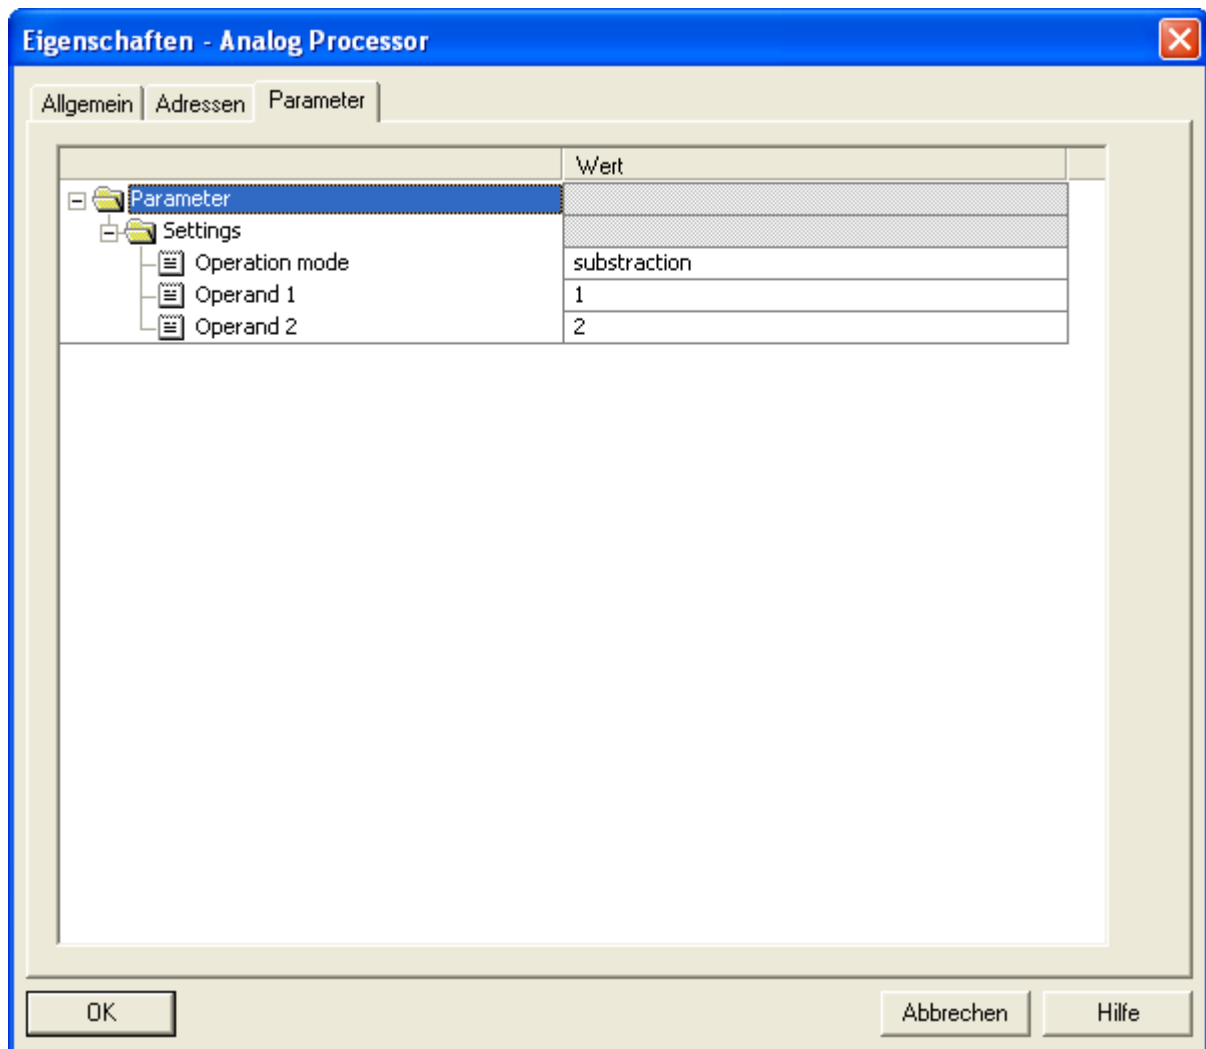 Eigenschaften - Analog Processor
Allgemein Adressen Parameter
Wert
Parameter
Settings
Operation mode substraction
Operand 1 1
Operand 2 2
OK Abbrechen Hilfe